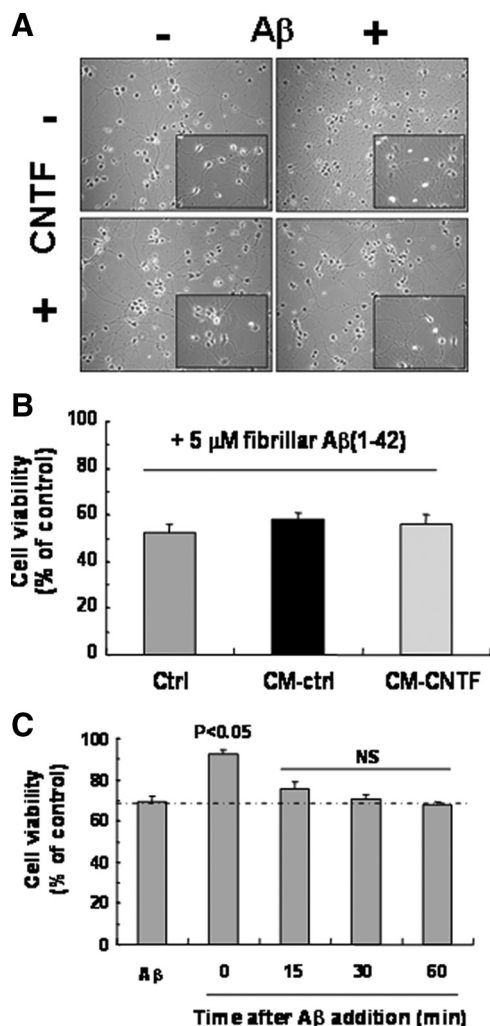 A
- Aβ +
CNTF
-
+
B
+ 5 µM fibrillar Aβ(1-42)
Cell viability
(% of control)
100
80
60
40
20
0
Ctrl CM-ctrl CM-CNTF
C
P<0.05
NS
Cell viability
(% of control)
100
80
60
40
20
0
Aβ 0 15 30 60
Time after Aβ addition (min)